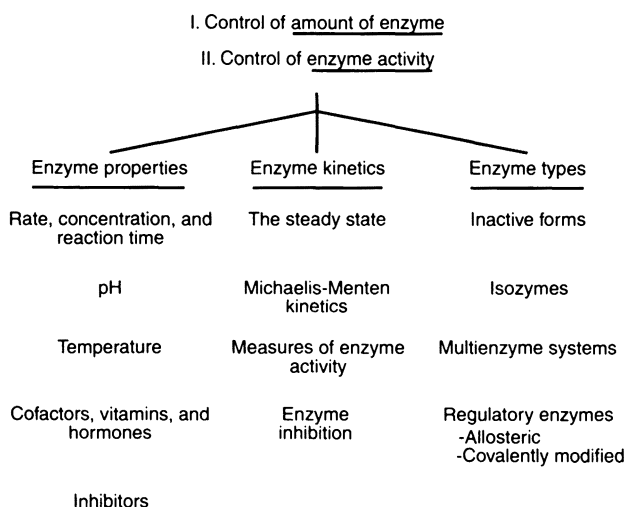 I. Control of amount of enzyme
II. Control of enzyme activity
Enzyme properties
Rate, concentration, and
reaction time
pH
Temperature
Cofactors, vitamins, and
hormones
Inhibitors
Enzyme kinetics
The steady state
Michaelis-Menten
kinetics
Measures of enzyme
activity
Enzyme
inhibition
Enzyme types
Inactive forms
Isozymes
Multienzyme systems
Regulatory enzymes
-Allosteric
-Covalently modified